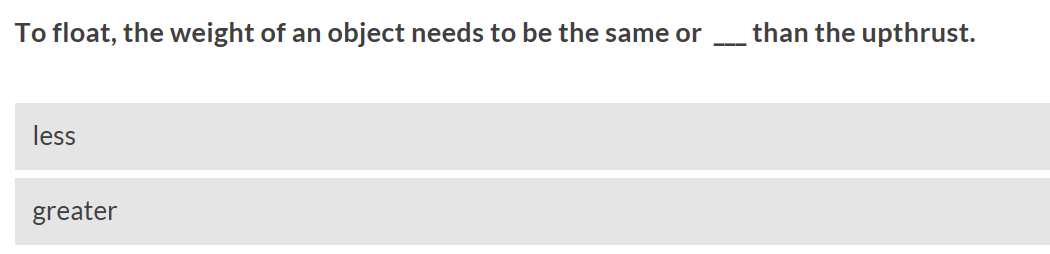 To float, the weight of an object needs to be the same or ___ than the upthrust.
less
greater